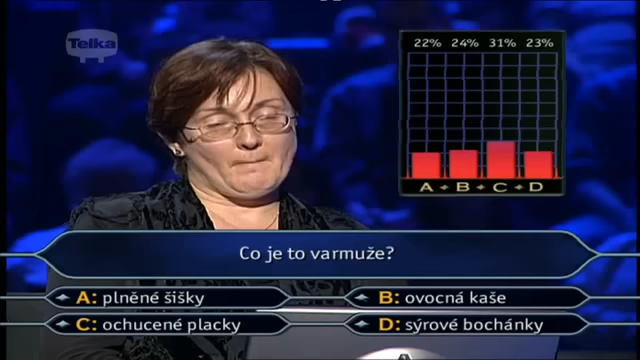 Telka
22% 24% 31% 23%
A B C D
Co je to varmuže?
A: plněné šišky
B: ovocná kaše
C: ochucené placky
D: sýrové bochánky